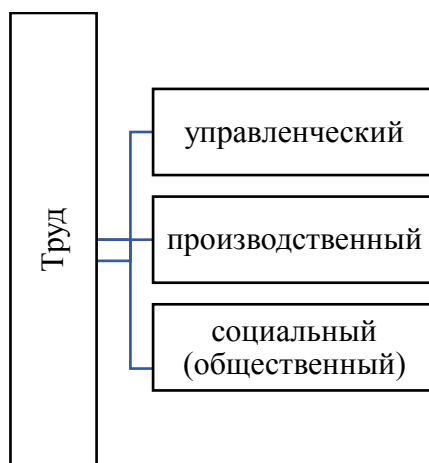 Труд
управленческий
производственный
социальный
(общественный)